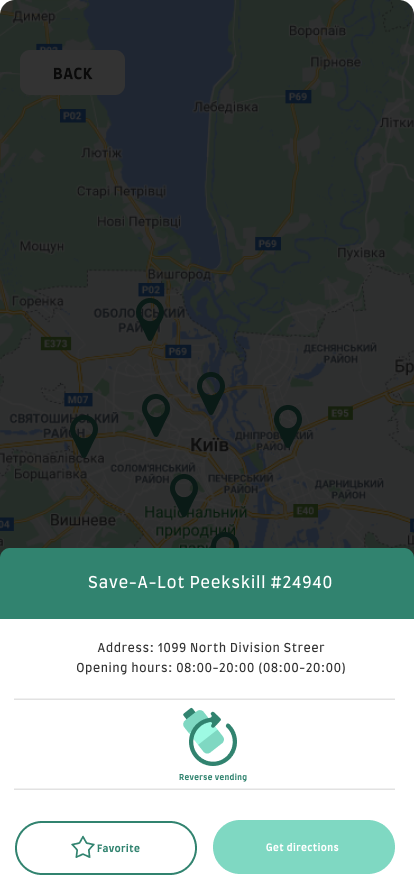 Димер
Воропаїв
P02
BACK
Пірнове
P69
Лебедівка
P02
Літки
Лютіж
Старі Петрівці
Нові Петрівці
Мощун
P69
Пухівка
Вишгород
P02
Горенка
ОБОЛОНСЬКИЙ
РАЙОН
E373
P69
ДЕСНЯНСЬКИЙ
РАЙОН
Бр
M07
E95
СВЯТОШИНСЬКИЙ
РАЙОН
Київ
ДНІПРОВСЬКИЙ
РАЙОН
Петропавлівська
Борщагівка
СОЛОМ'ЯНСЬКИЙ
РАЙОН
ПЕЧЕРСЬКИЙ
РАЙОН
ДАРНИЦЬКИЙ
РАЙОН
Вишневе
Національний
природний
E40
04
Save-A-Lot Peekskill #24940
Address: 1099 North Division Streer
Opening hours: 08:00-20:00 (08:00-20:00)
Reverse vending
Favorite
Get directions